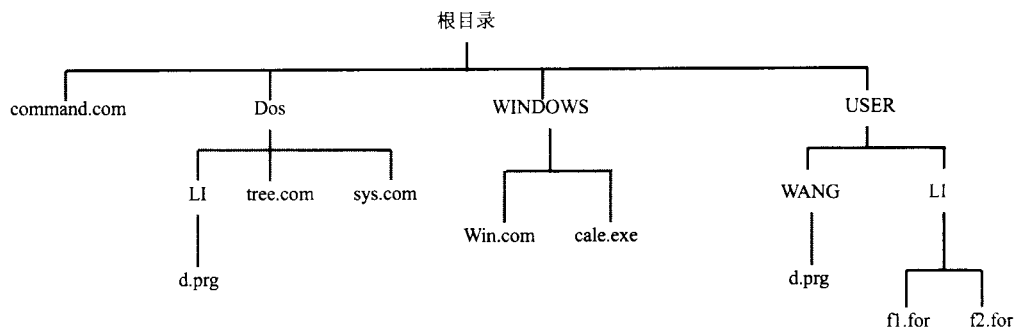 根目录
command.com Dos WINDOWS USER
LI tree.com sys.com WANG LI
Win.com cale.exe
d.prg d.prg
f1.for f2.for